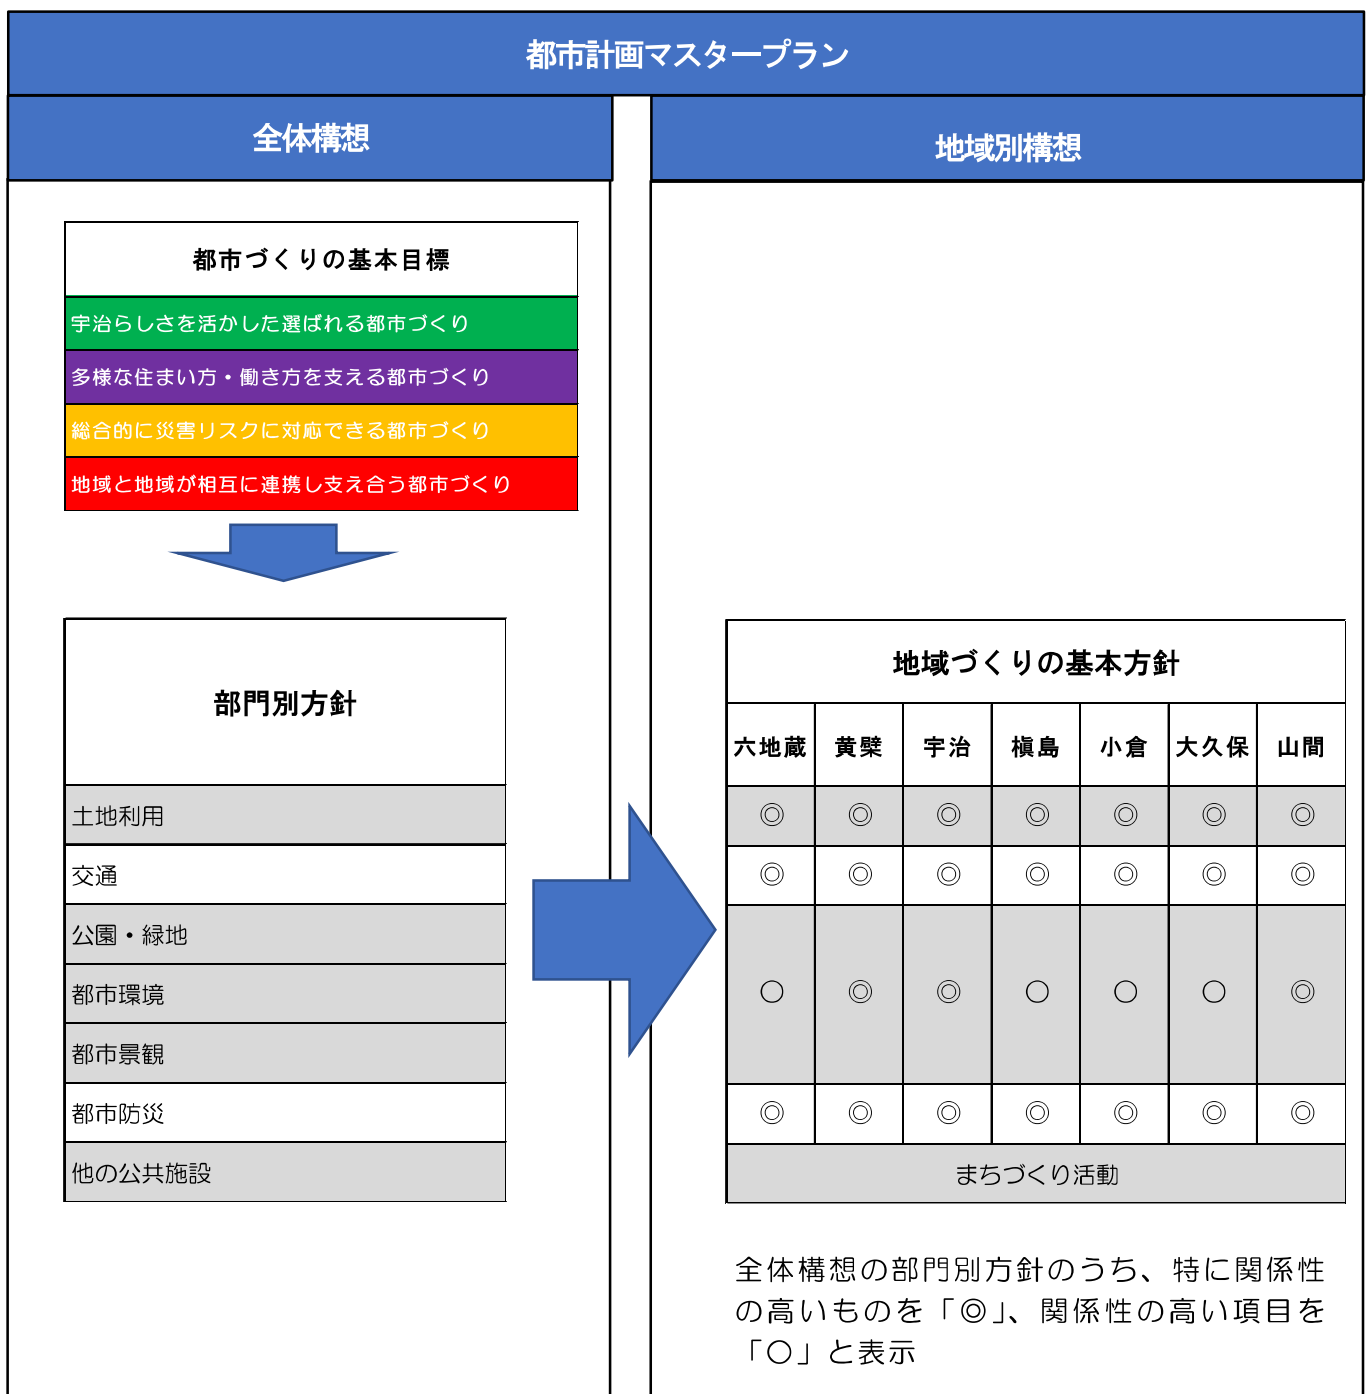 都市計画マスタープラン
全体構想
地域別構想
都市づくりの基本目標
宇治らしさを活かした選ばれる都市づくり
多様な住まい方・働き方を支える都市づくり
総合的に災害リスクに対応できる都市づくり
地域と地域が相互に連携し支え合う都市づくり
部門別方針
土地利用
交通
公園・緑地
都市環境
都市景観
都市防災
他の公共施設
地域づくりの基本方針
六地蔵 黄檗 宇治 槇島 小倉 大久保 山間
◎ ◎ ◎ ◎ ◎ ◎ ◎
◎ ◎ ◎ ◎ ◎ ◎ ◎
○ ◎ ◎ ○ ○ ○ ◎
◎ ◎ ◎ ◎ ◎ ◎ ◎
まちづくり活動
全体構想の部門別方針のうち、特に関係性
の高いものを「◎」、関係性の高い項目を
「○」と表示